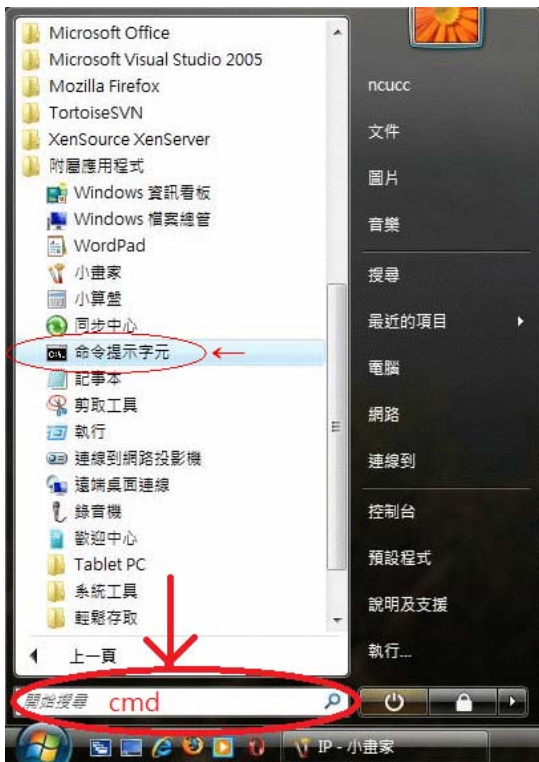 Microsoft Office
Microsoft Visual Studio 2005
Mozilla Firefox
TortoiseSVN
XenSource XenServer
附屬應用程式
Windows 資訊看板
Windows 檔案總管
WordPad
小畫家
小算盤
同步中心
命令提示字元
記事本
剪取工具
執行
連線到網路投影機
遠端桌面連線
錄音機
歡迎中心
Tablet PC
系統工具
輕鬆存取
上一頁
開始搜尋 cmd
ncucc
文件
圖片
音樂
搜尋
最近的項目
電腦
網路
連線到
控制台
預設程式
說明及支援
執行...
IP - 小畫家